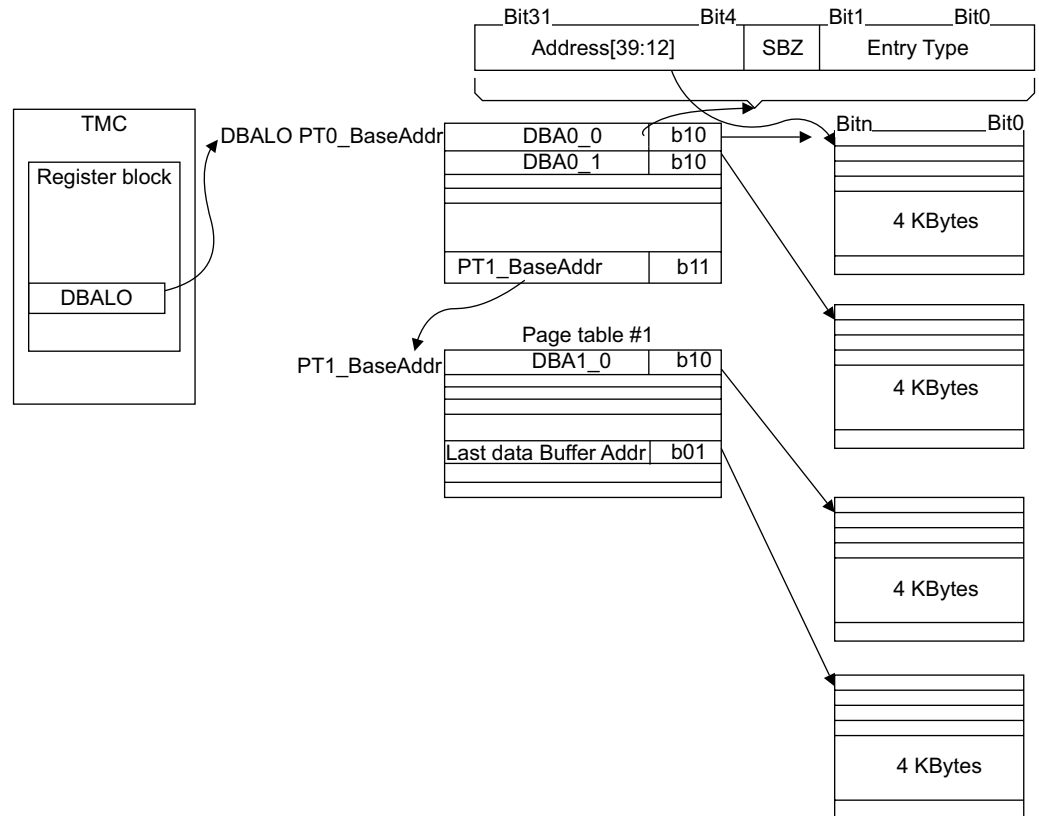 Bit31 Bit4 Bit1 Bit0
Address[39:12] SBZ Entry Type
TMC
Register block
DBALO
DBALO PT0_BaseAddr
DBA0_0 b10
DBA0_1 b10
PT1_BaseAddr b11
Page table #1
PT1_BaseAddr
DBA1_0 b10
Last data Buffer Addr b01
Bitn Bit0
4 KBytes
4 KBytes
4 KBytes
4 KBytes